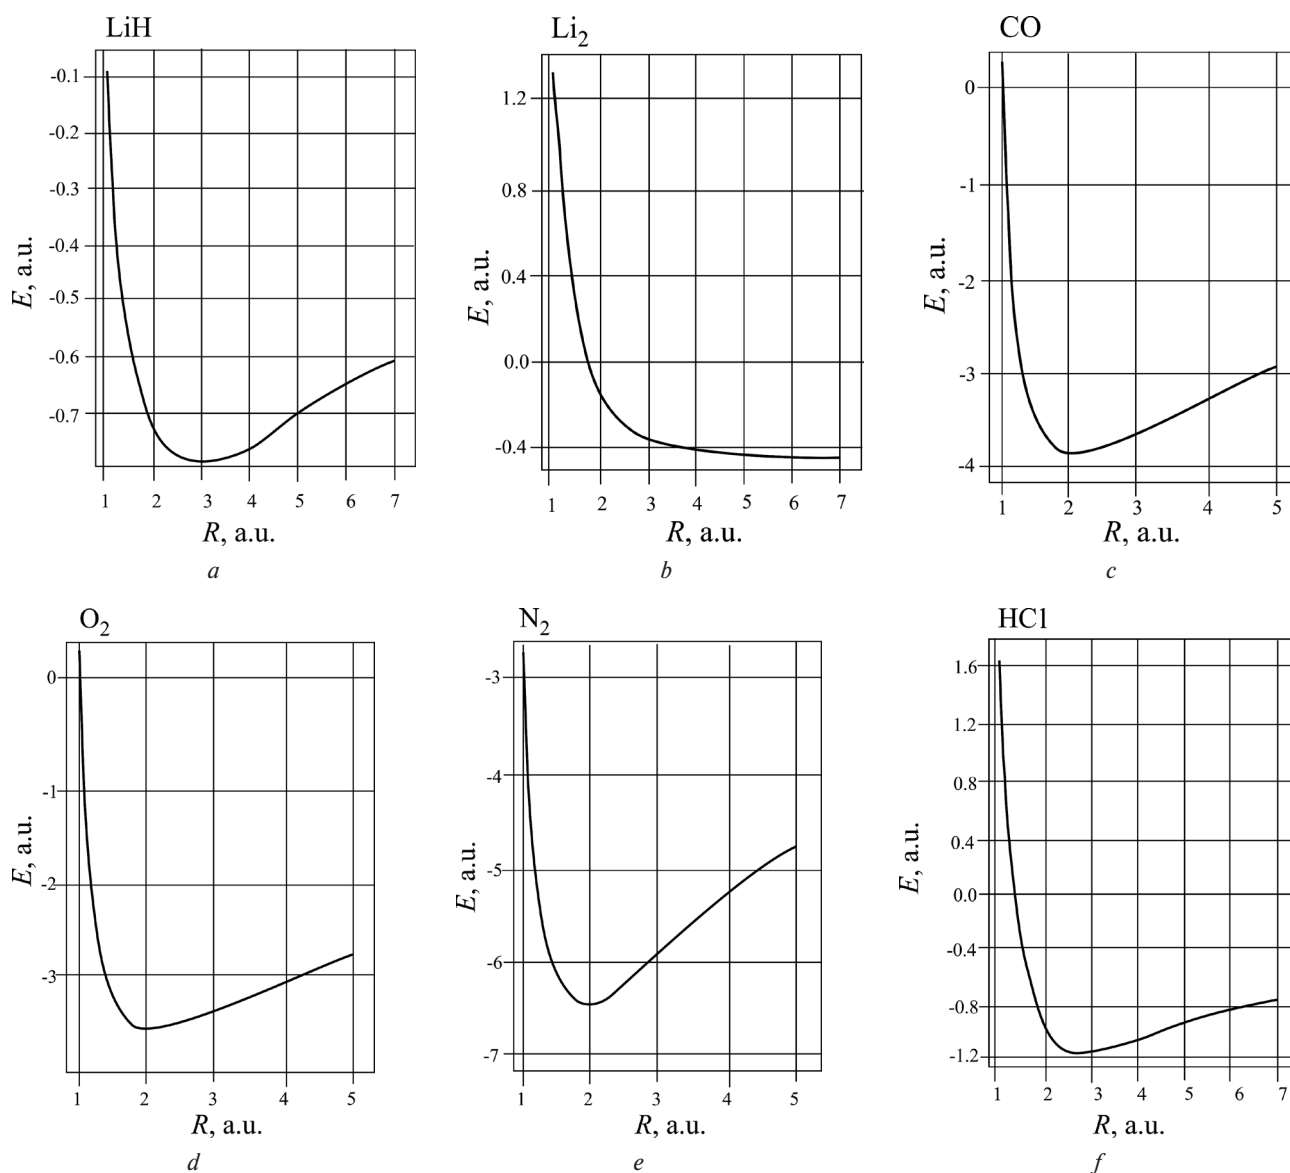 LiH
-0.1
-0.2
-0.3
-0.4
-0.5
-0.6
-0.7
E, a.u.
1 2 3 4 5 6 7
R, a.u.
a
Li₂
1.2
0.8
0.4
0.0
-0.4
E, a.u.
1 2 3 4 5 6 7
R, a.u.
b
CO
0
-1
-2
-3
-4
E, a.u.
1 2 3 4 5
R, a.u.
c
O₂
0
-1
-2
-3
E, a.u.
1 2 3 4 5
R, a.u.
d
N₂
-3
-4
-5
-6
-7
E, a.u.
1 2 3 4 5
R, a.u.
e
HCl
1.6
1.2
0.8
0.4
0.0
-0.4
-0.8
-1.2
E, a.u.
1 2 3 4 5 6 7
R, a.u.
f